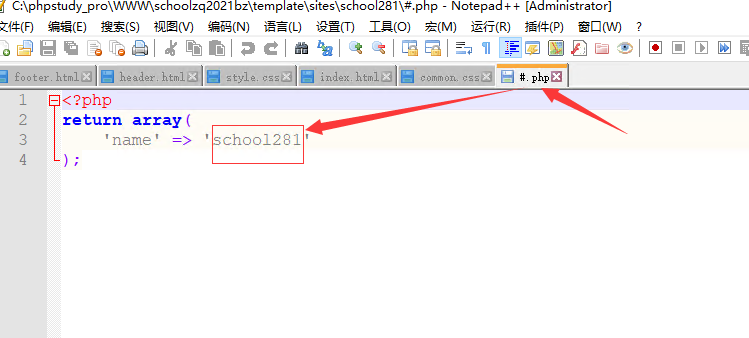 C:\phpstudy_pro\WWW\schoolzq2021bz\template\sites\school281\#.php - Notepad++ [Administrator]
文件(F) 编辑(E) 搜索(S) 视图(V) 编码(N) 语言(L) 设置(T) 工具(O) 宏(M) 运行(R) 插件(P) 窗口(W) ?
footer.html header.html style.css index.html common.css #.php
1 <?php
2 return array(
3 'name' => 'school281'
4 );